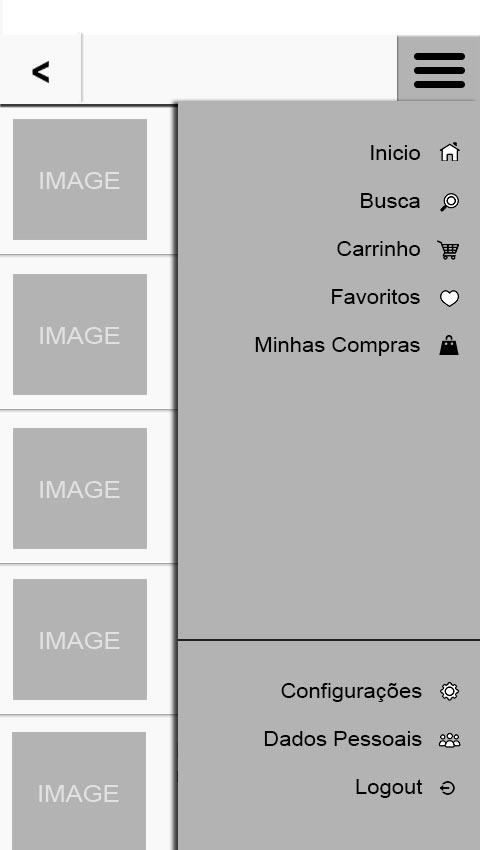 <
IMAGE
IMAGE
IMAGE
IMAGE
IMAGE
Inicio
Busca
Carrinho
Favoritos
Minhas Compras
Configurações
Dados Pessoais
Logout